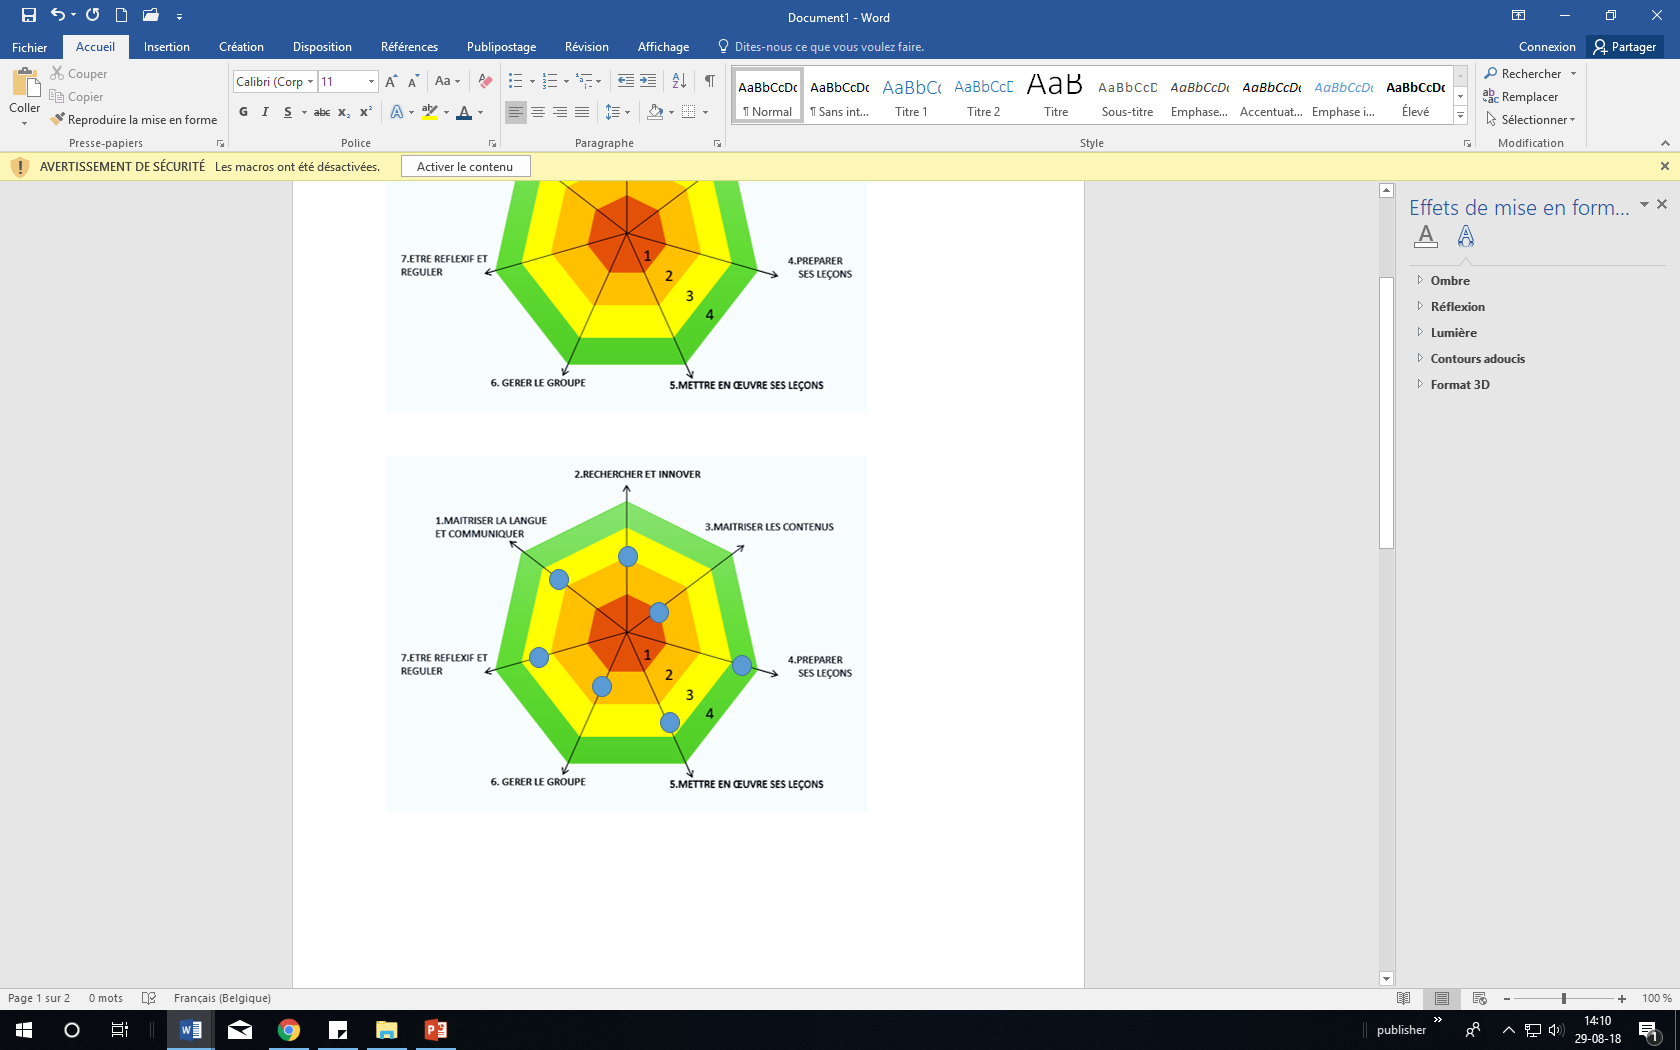 Document1 - Word
Fichier Accueil Insertion Création Disposition Références Publipostage Révision Affichage Dites-nous ce que vous voulez faire. Connexion Partager
Coller
Couper
Copier
Reproduire la mise en forme
Presse-papiers
Calibri (Corp 11
Aa
G I S abc x₂ x²
A ab A
Police
Paragraphe
AaBbCcDc AaBbCcDc AaBbC( AaBbCcD AaB AaBbCcD AaBbCcDc AaBbCcDc AaBbCcDc AaBbCcDc
¶ Normal ¶ Sans int... Titre 1 Titre 2 Titre Sous-titre Emphase... Accentuat... Emphase i... Élevé
Style
Rechercher
Remplacer
Sélectionner
Modification
AVERTISSEMENT DE SÉCURITÉ Les macros ont été désactivées. Activer le contenu
7.ETRE REFLEXIF ET
REGULER
1
2
3
4
4.PREPARER
SES LEÇONS
6. GERER LE GROUPE
5.METTRE EN ŒUVRE SES LEÇONS
2.RECHERCHER ET INNOVER
1.MAITRISER LA LANGUE
ET COMMUNIQUER
3.MAITRISER LES CONTENUS
7.ETRE REFLEXIF ET
REGULER
1
2
3
4
4.PREPARER
SES LEÇONS
6. GERER LE GROUPE
5.METTRE EN ŒUVRE SES LEÇONS
Effets de mise en form...
A A
Ombre
Réflexion
Lumière
Contours adoucis
Format 3D
Page 1 sur 2 0 mots Français (Belgique) 100 %
publisher
14:10
29-08-18
1